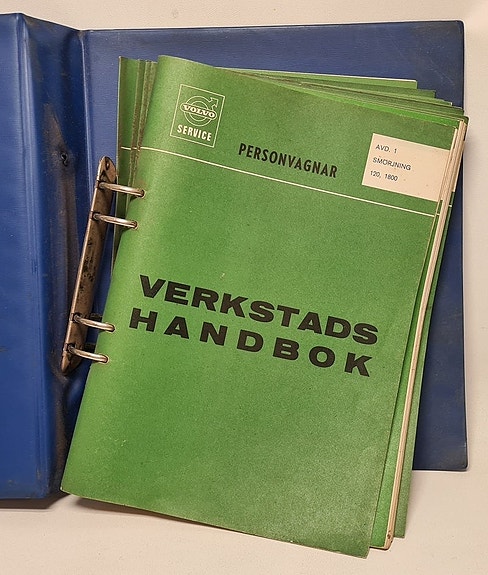 VOLVO
SERVICE
PERSONVAGNAR
AVD. 1
SMÖRJNING
120, 1800
VERKSTADS
HANDBOK